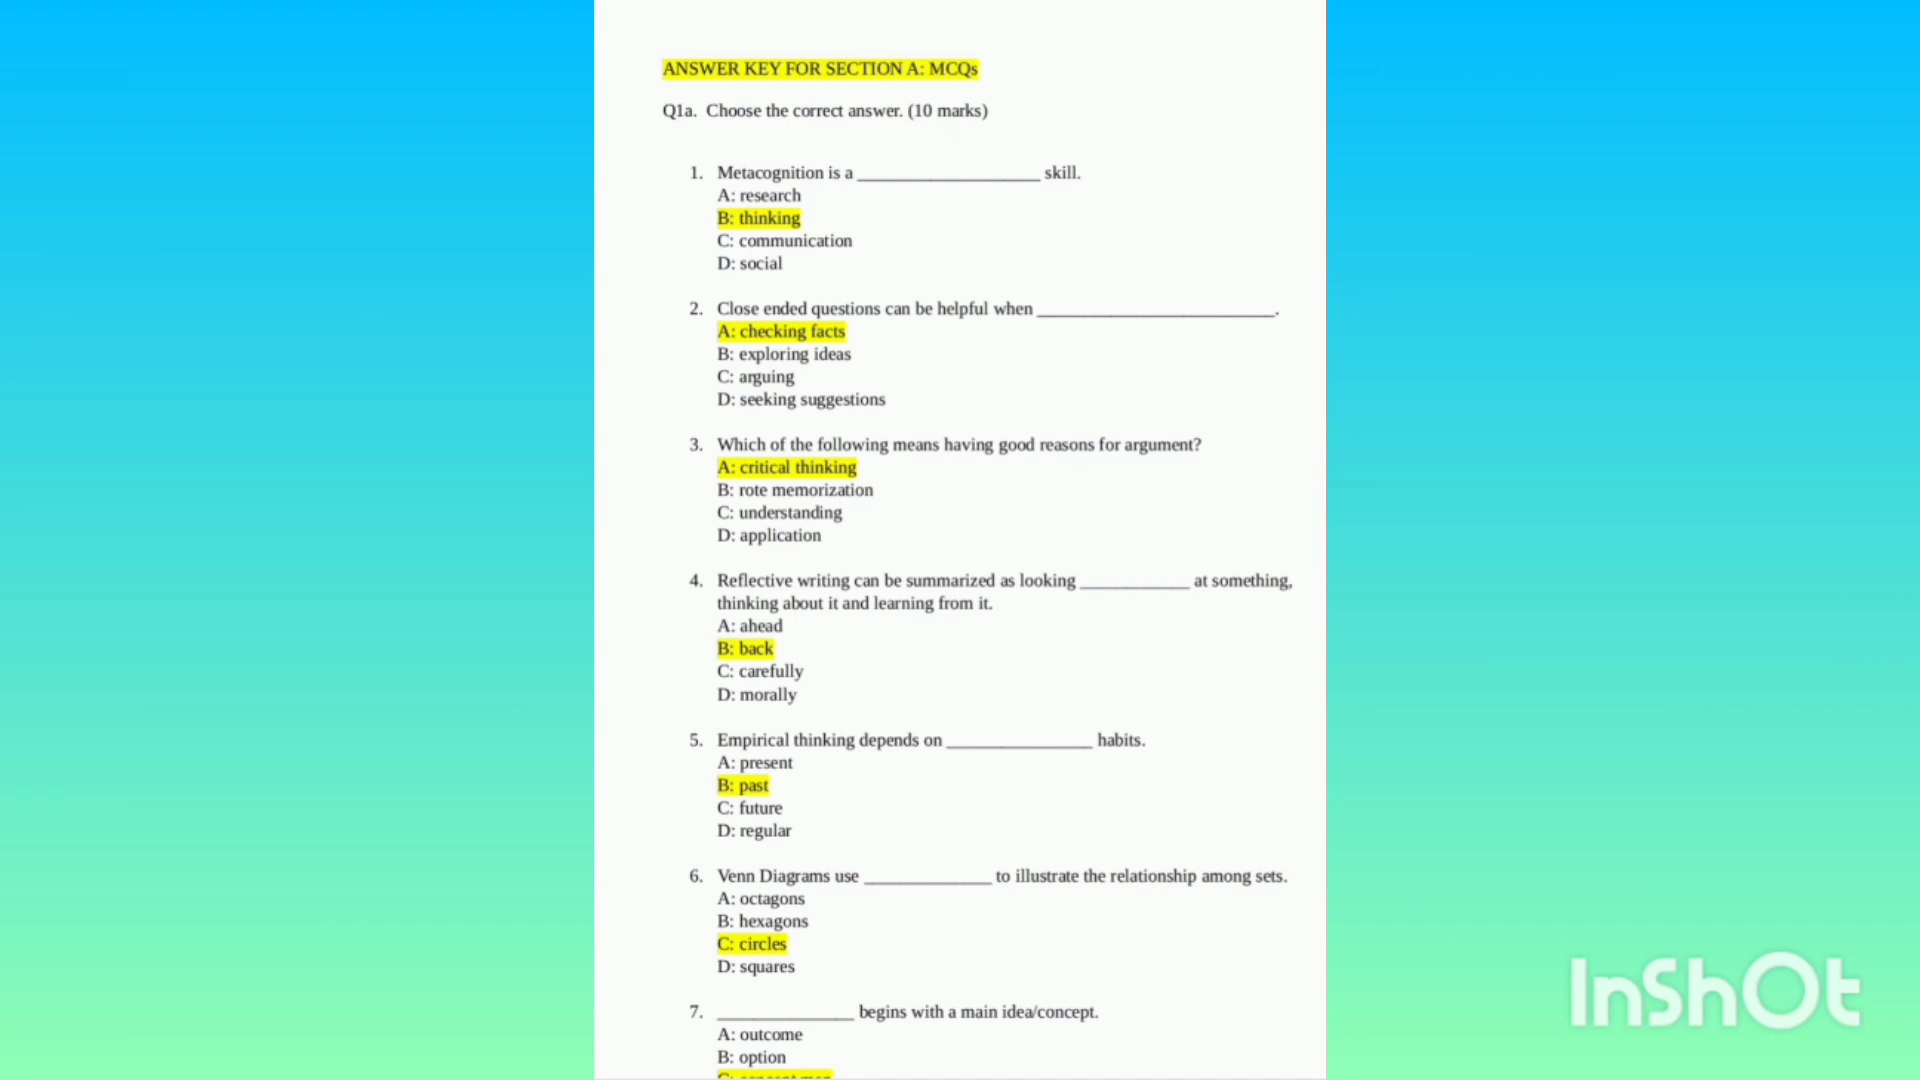 ANSWER KEY FOR SECTION A: MCQs
Q1a. Choose the correct answer. (10 marks)
1. Metacognition is a ____________________ skill.
A: research
B: thinking
C: communication
D: social
2. Close ended questions can be helpful when __________________________.
A: checking facts
B: exploring ideas
C: arguing
D: seeking suggestions
3. Which of the following means having good reasons for argument?
A: critical thinking
B: rote memorization
C: understanding
D: application
4. Reflective writing can be summarized as looking ____________ at something,
thinking about it and learning from it.
A: ahead
B: back
C: carefully
D: morally
5. Empirical thinking depends on ________________ habits.
A: present
B: past
C: future
D: regular
6. Venn Diagrams use ______________ to illustrate the relationship among sets.
A: octagons
B: hexagons
C: circles
D: squares
7. _______________ begins with a main idea/concept.
A: outcome
B: option
InShOt